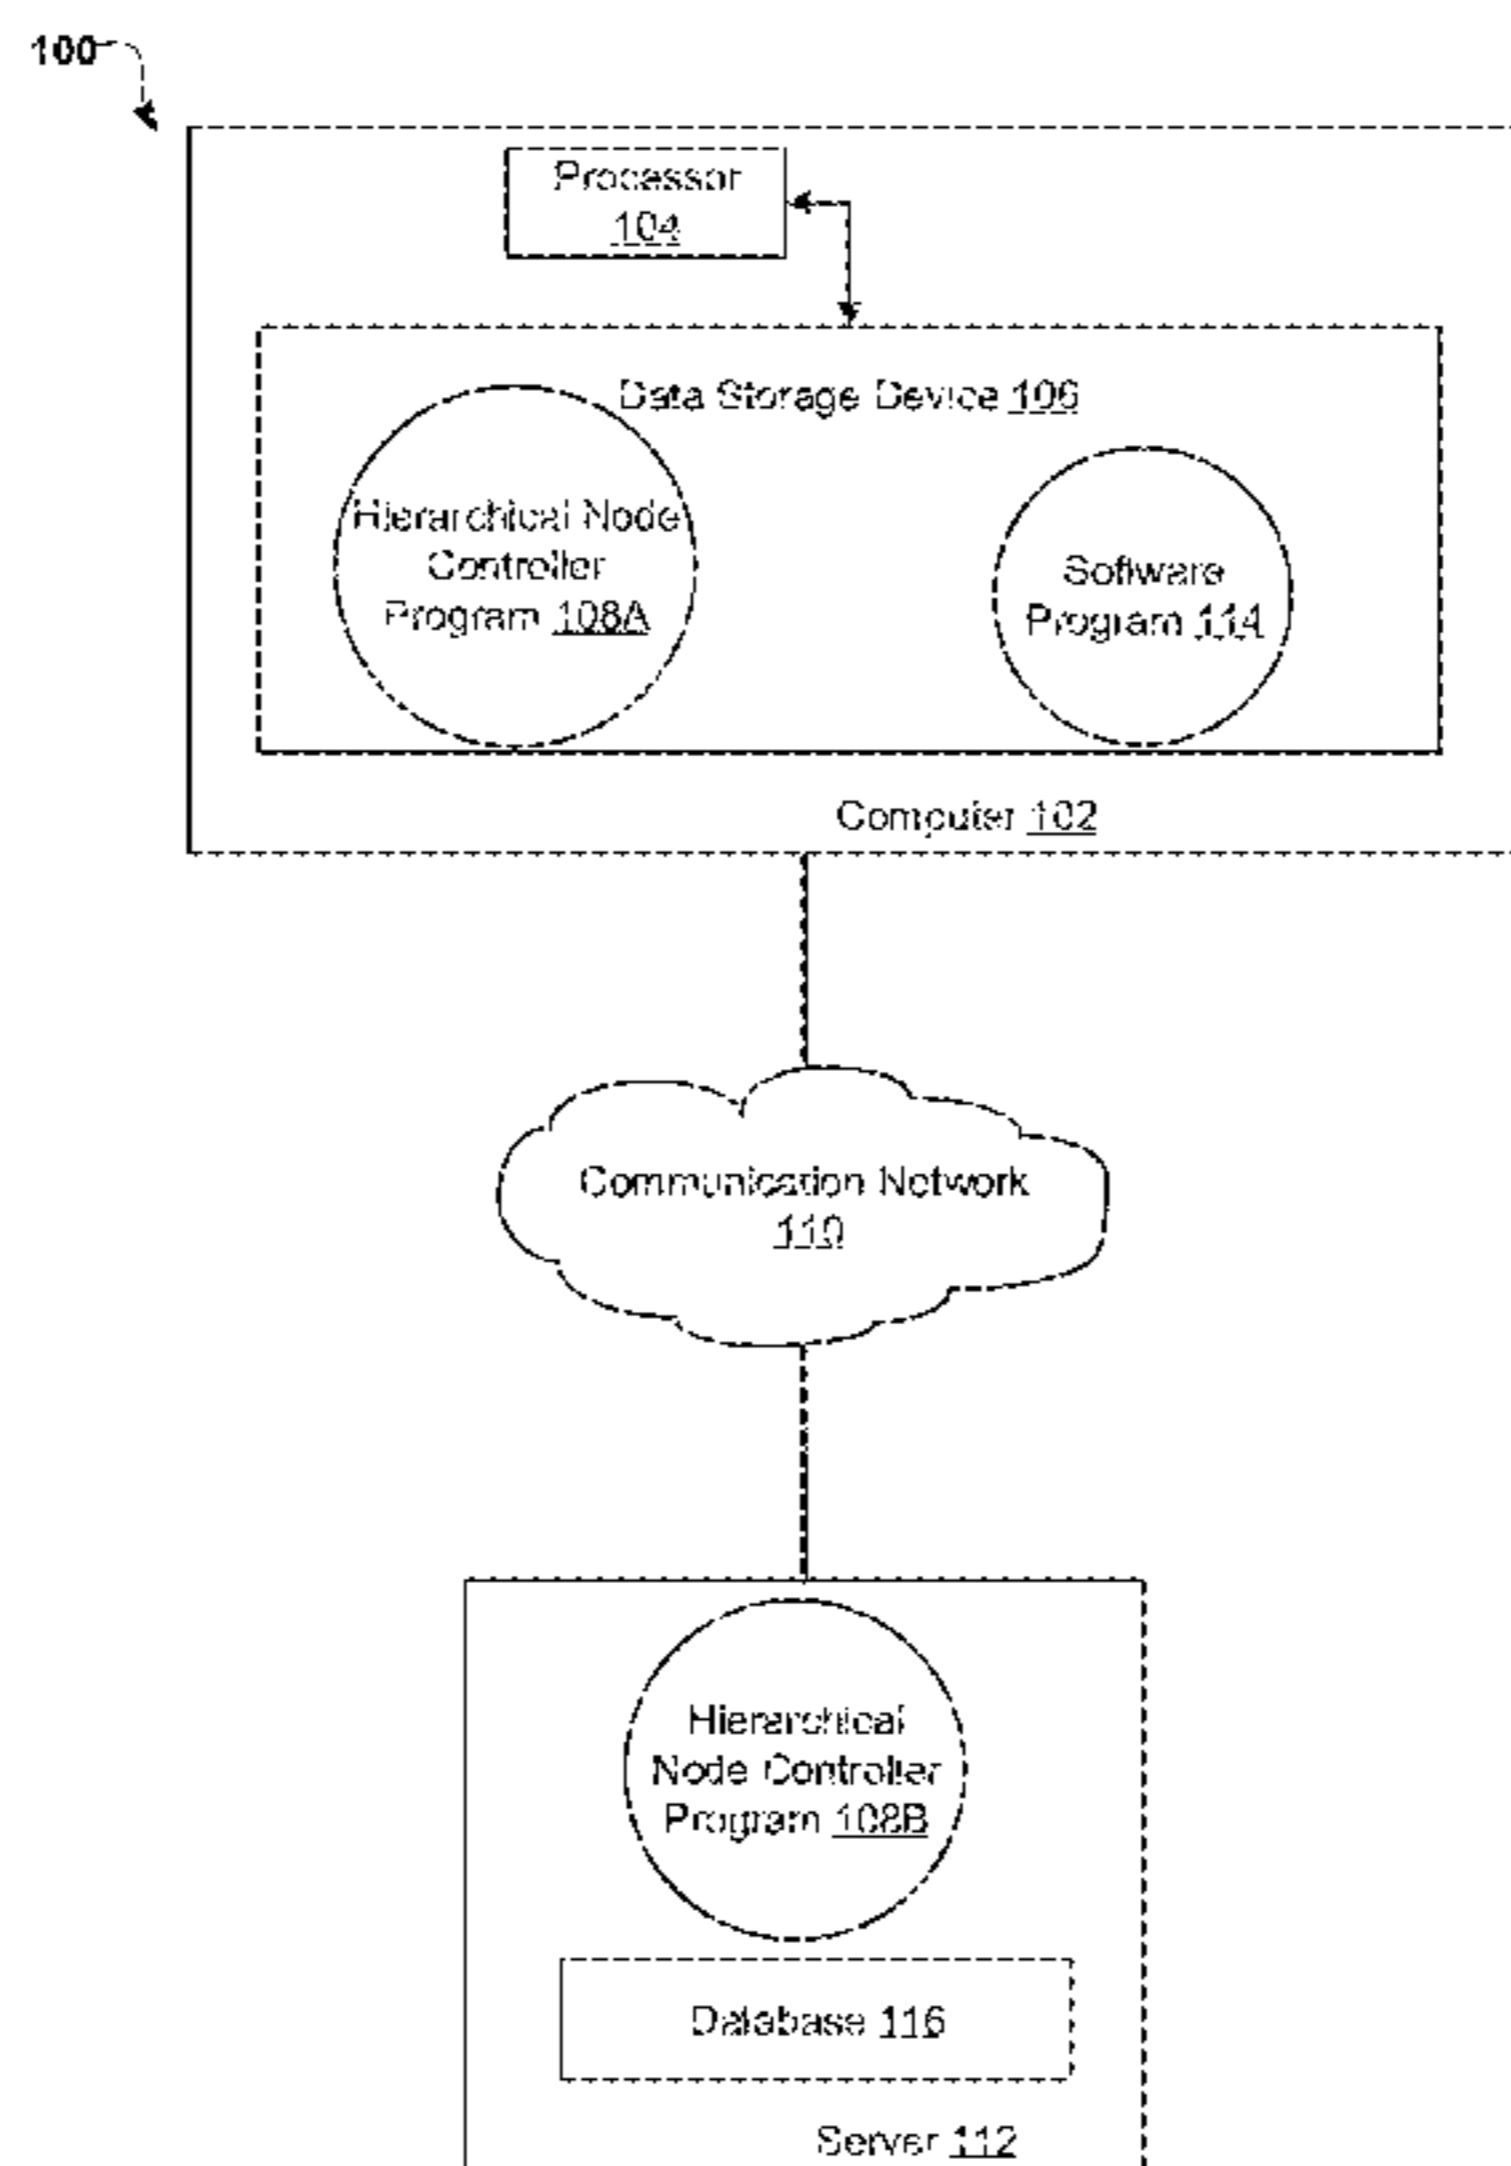 100
Processor
104
Data Storage Device 106
Hierarchical Node
Controller
Program 108A
Software
Program 114
Computer 102
Communication Network
110
Hierarchical
Node Controller
Program 108B
Database 116
Server 112